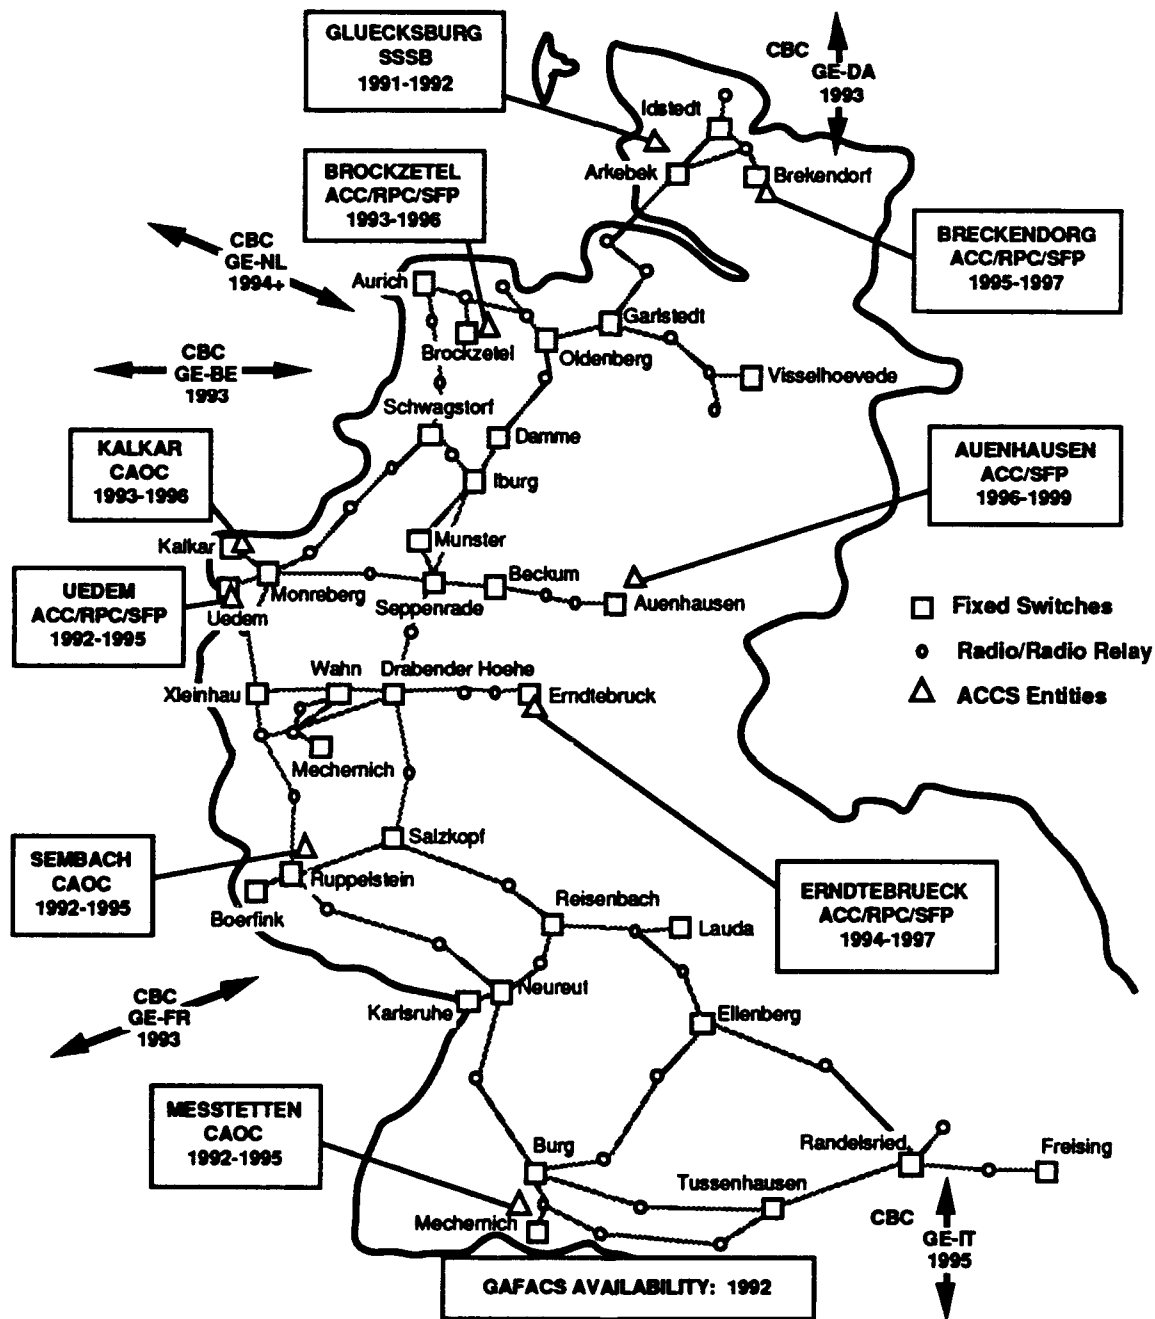 GLUECKSBURG
SSSB
1991-1992
CBC
GE-DA
1993
Idstedt
Arkebek
Brekendorf
BROCKZETEL
ACC/RPC/SFP
1993-1996
BRECKENDORG
ACC/RPC/SFP
1995-1997
CBC
GE-NL
1994+
Aurich
Garlstedt
Brockzetel
Oldenberg
CBC
GE-BE
1993
Visselhoevede
Schwagstorf
Damme
KALKAR
CAOC
1993-1996
AUENHAUSEN
ACC/SFP
1996-1999
Iburg
Kalkar
Munster
UEDEM
ACC/RPC/SFP
1992-1995
Monreberg
Beckum
Uedem
Seppenrade
Auenhausen
Fixed Switches
Radio/Radio Relay
ACCS Entities
Wahn
Drabender Hoehe
Xleinhau
Erndtebruck
Mechernich
SEMBACH
CAOC
1992-1995
Salzkopf
Ruppelstein
Boerfink
Reisenbach
Lauda
ERNDTEBRUECK
ACC/RPC/SFP
1994-1997
CBC
GE-FR
1993
Neureut
Karlsruhe
Ellenberg
MESSTETTEN
CAOC
1992-1995
Burg
Randelsried
Freising
Tussenhausen
Mechernich
CBC
GE-IT
1995
GAFACS AVAILABILITY: 1992